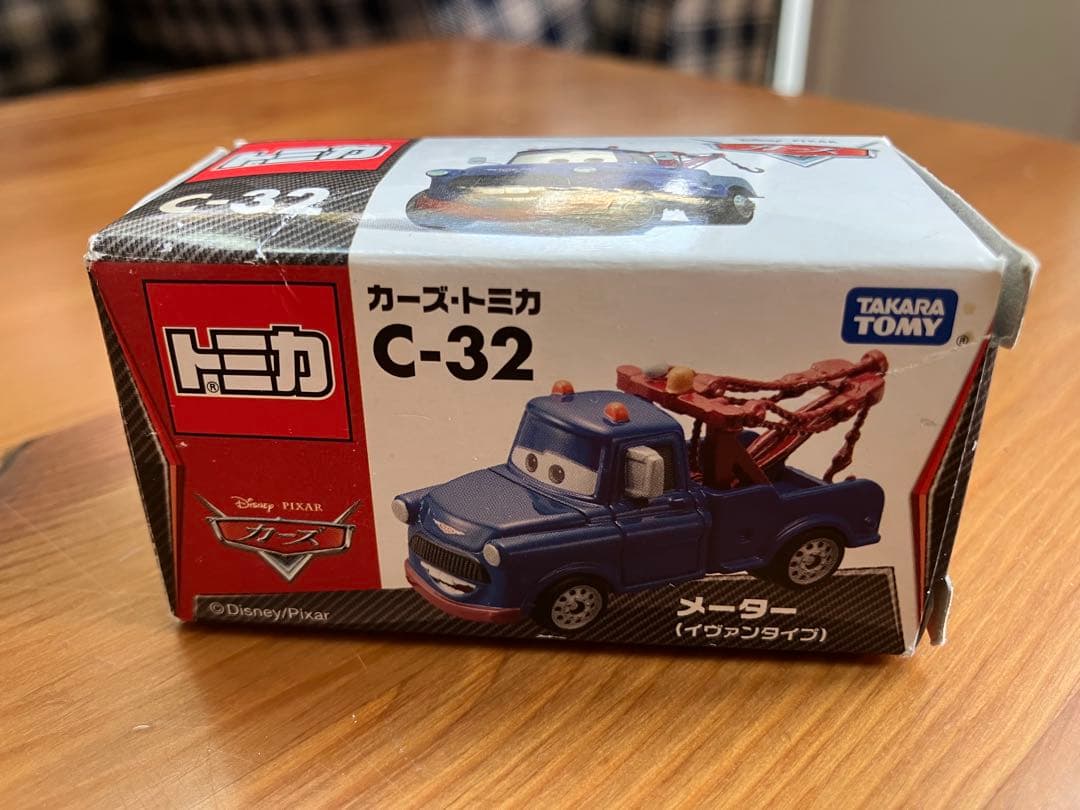 トミカ
C-32
DISNEY · PIXAR
カーズ・トミカ
C-32
TAKARA
TOMY
®
トミカ
®
Disney · PIXAR
カーズ
©Disney/Pixar
メーター
(イヴァンタイプ)